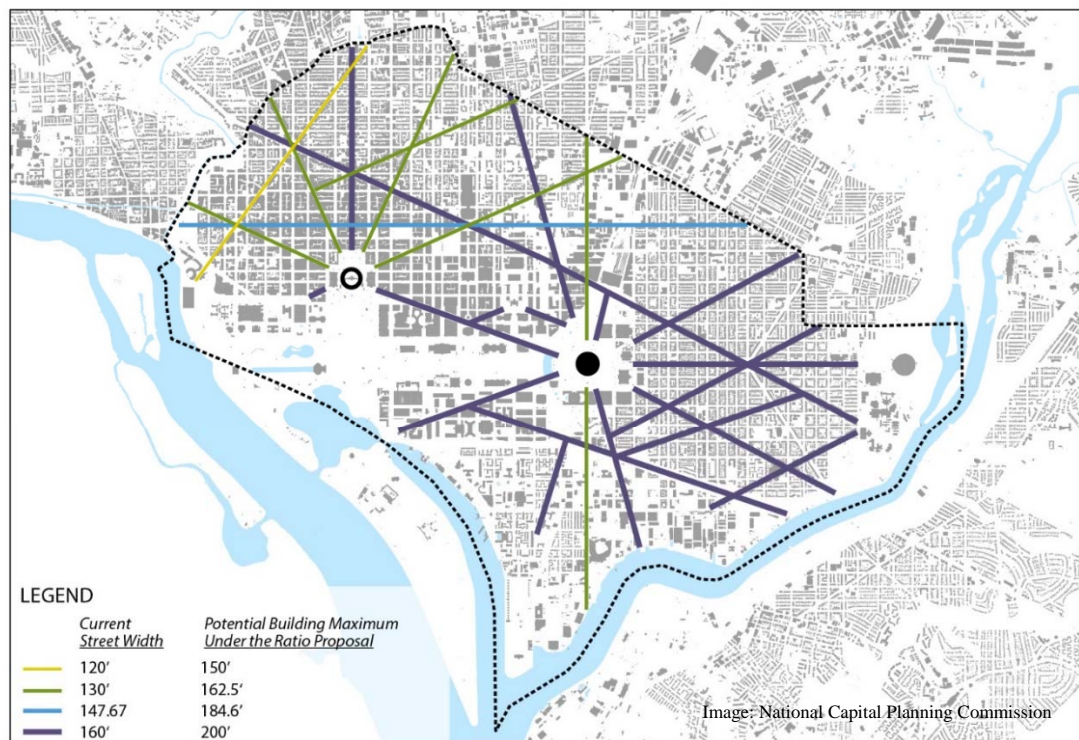 LEGEND
Current Potential Building Maximum
Street Width Under the Ratio Proposal
120' 150'
130' 162.5'
147.67 184.6'
160' 200'
Image: National Capital Planning Commission